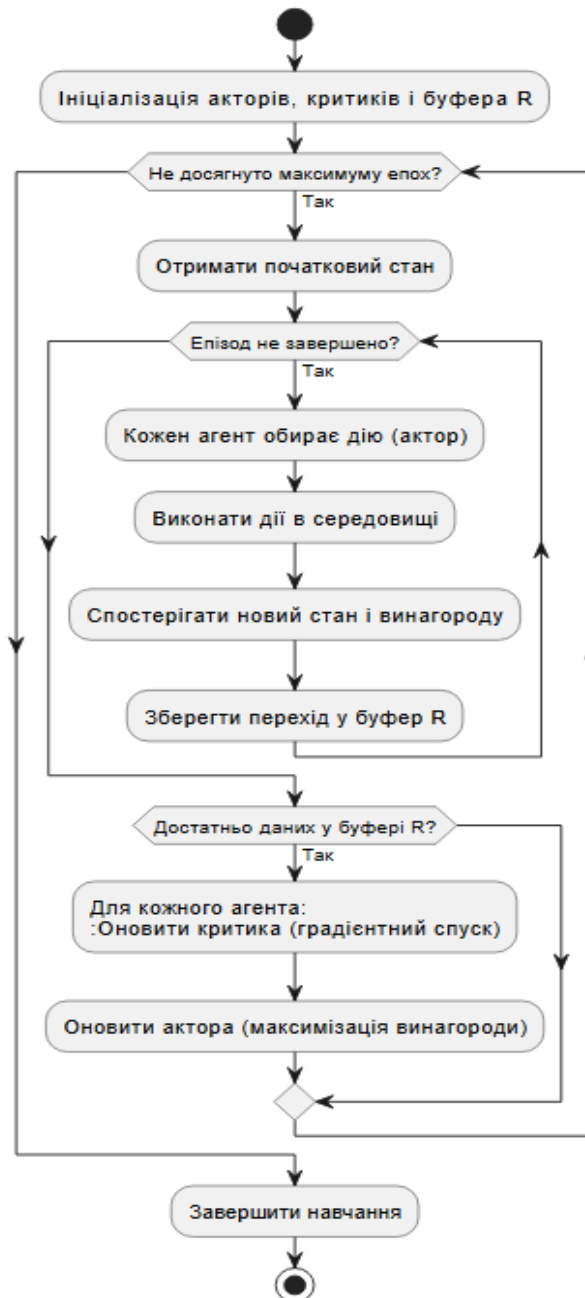 Ініціалізація акторів, критиків і буфера R
Не досягнуто максимуму епох?
Так
Отримати початковий стан
Епізод не завершено?
Так
Кожен агент обирає дію (актор)
Виконати дії в середовищі
Спостерігати новий стан і винагороду
Зберегти перехід у буфер R
Достатньо даних у буфері R?
Так
Для кожного агента:
:Оновити критика (градієнтний спуск)
Оновити актора (максимізація винагороди)
Завершити навчання